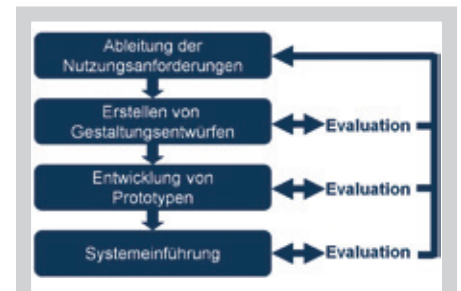 Ableitung der
Nutzungsanforderungen
Erstellen von
Gestaltungsentwürfen
Evaluation
Entwicklung von
Prototypen
Evaluation
Systemeinführung
Evaluation